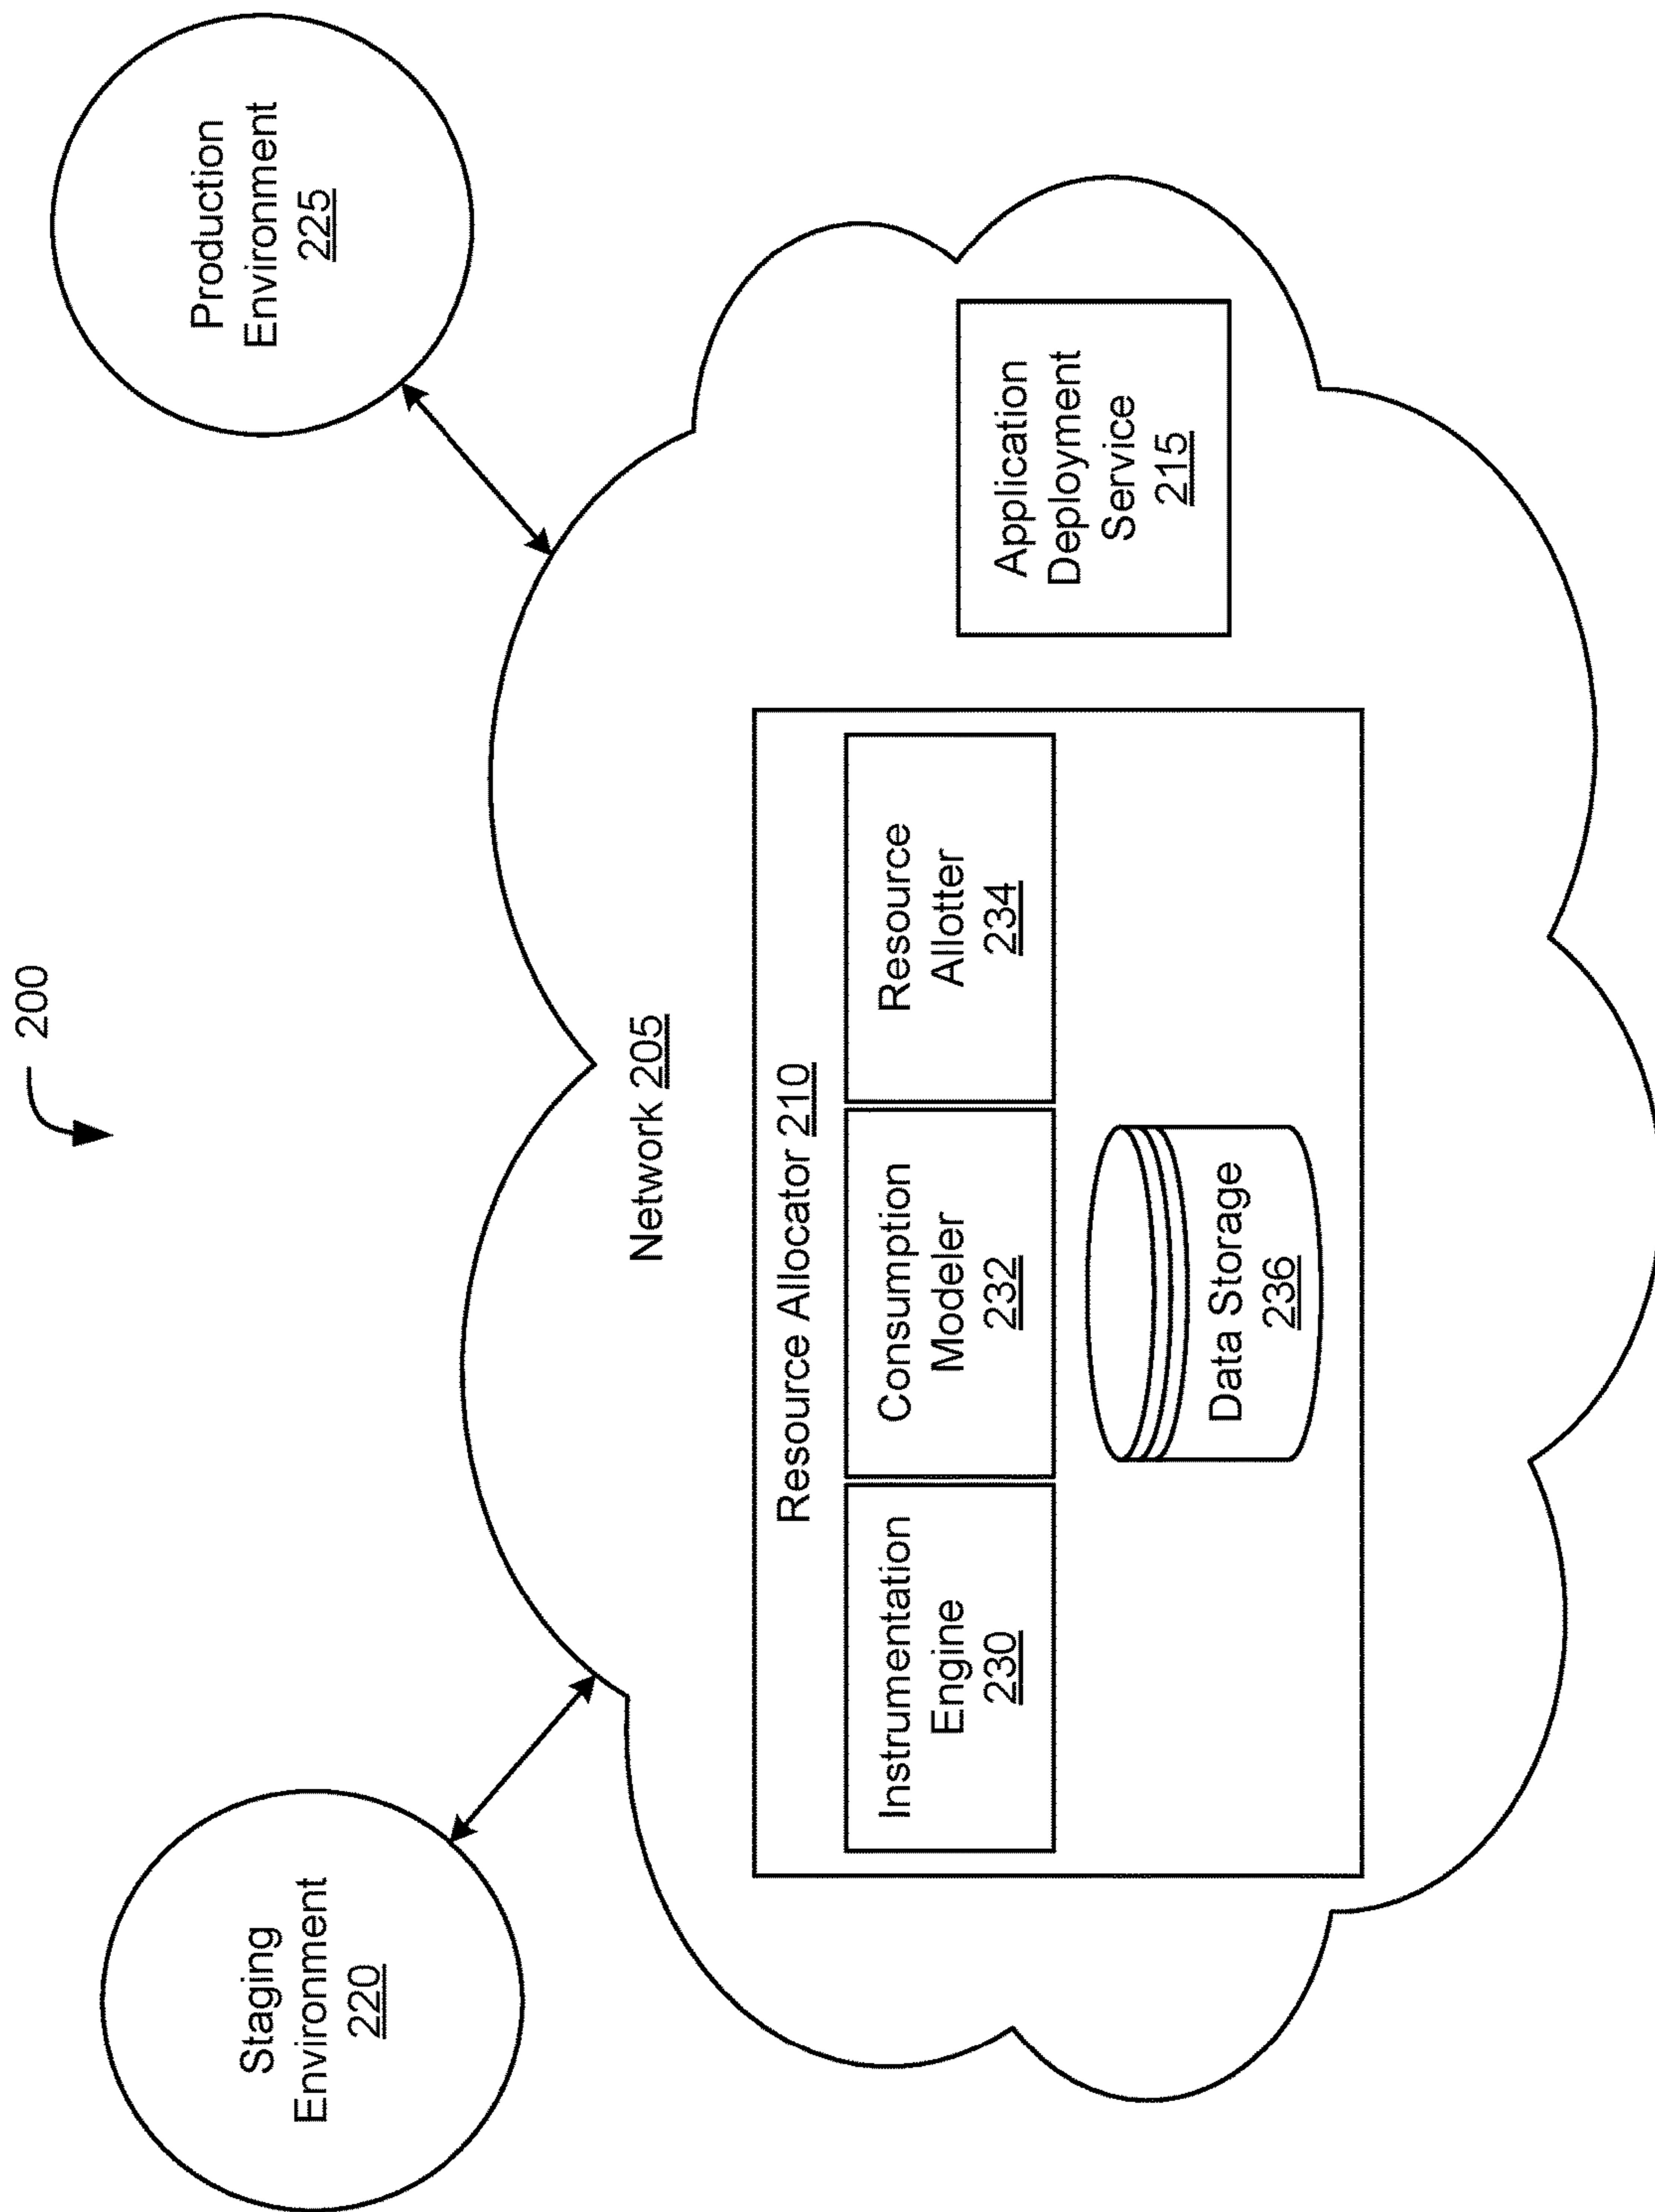 200
Staging
Environment
220
Production
Environment
225
Network 205
Resource Allocator 210
Instrumentation
Engine
230
Consumption
Modeler
232
Resource
Allotter
234
Data Storage
236
Application
Deployment
Service
215